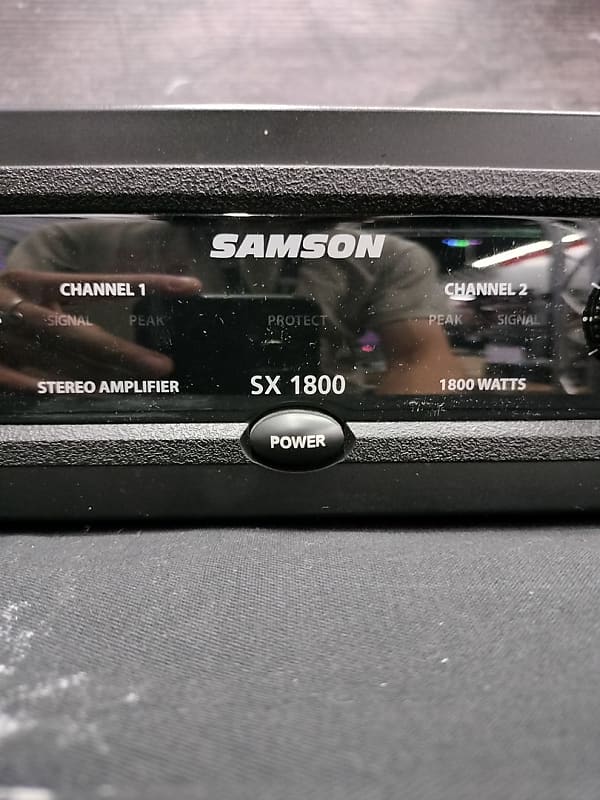 SAMSON
CHANNEL 1 CHANNEL 2
SIGNAL PEAK PROTECT PEAK SIGNAL
STEREO AMPLIFIER SX 1800 1800 WATTS
POWER